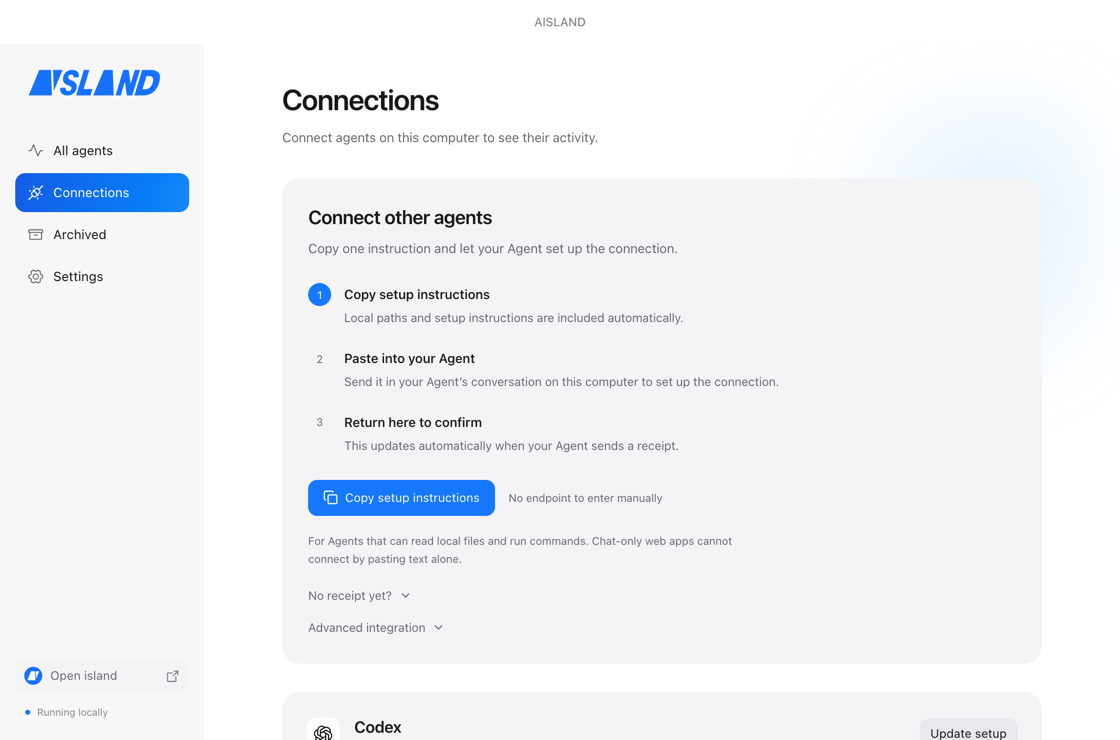 AISLAND
AISLAND
All agents
Connections
Archived
Settings
Open island
Running locally
Connections
Connect agents on this computer to see their activity.
Connect other agents
Copy one instruction and let your Agent set up the connection.
1
Copy setup instructions
Local paths and setup instructions are included automatically.
2
Paste into your Agent
Send it in your Agent's conversation on this computer to set up the connection.
3
Return here to confirm
This updates automatically when your Agent sends a receipt.
Copy setup instructions
No endpoint to enter manually
For Agents that can read local files and run commands. Chat-only web apps cannot
connect by pasting text alone.
No receipt yet?
Advanced integration
Codex
Update setup